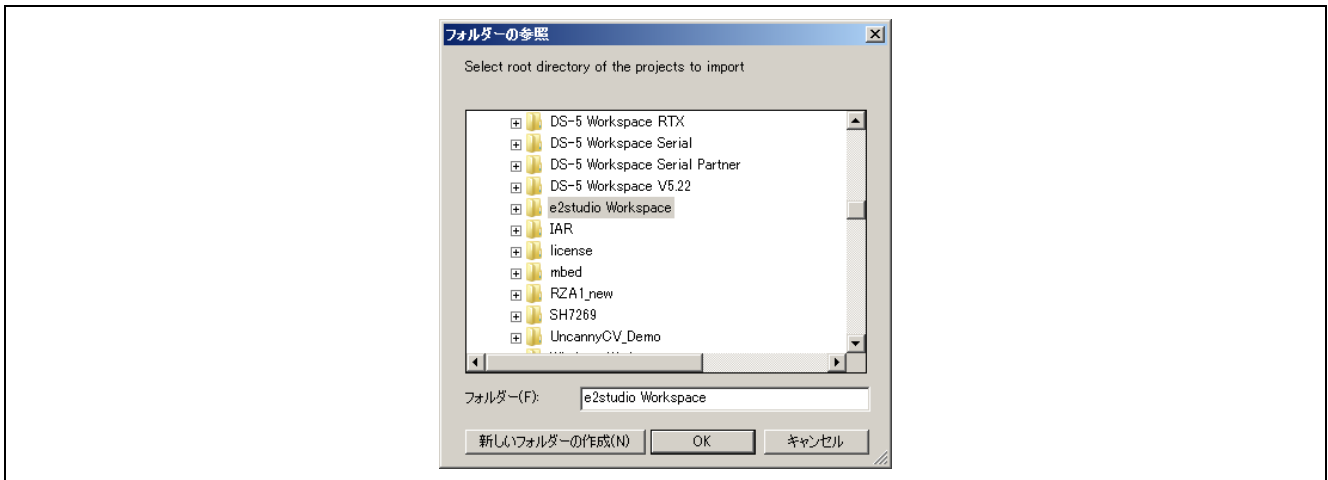 フォルダーの参照
Select root directory of the projects to import
DS-5 Workspace RTX
DS-5 Workspace Serial
DS-5 Workspace Serial Partner
DS-5 Workspace V5.22
e2studio Workspace
IAR
license
mbed
RZA1_new
SH7269
UncannyCV_Demo
フォルダー(F): e2studio Workspace
新しいフォルダーの作成(N) OK キャンセル